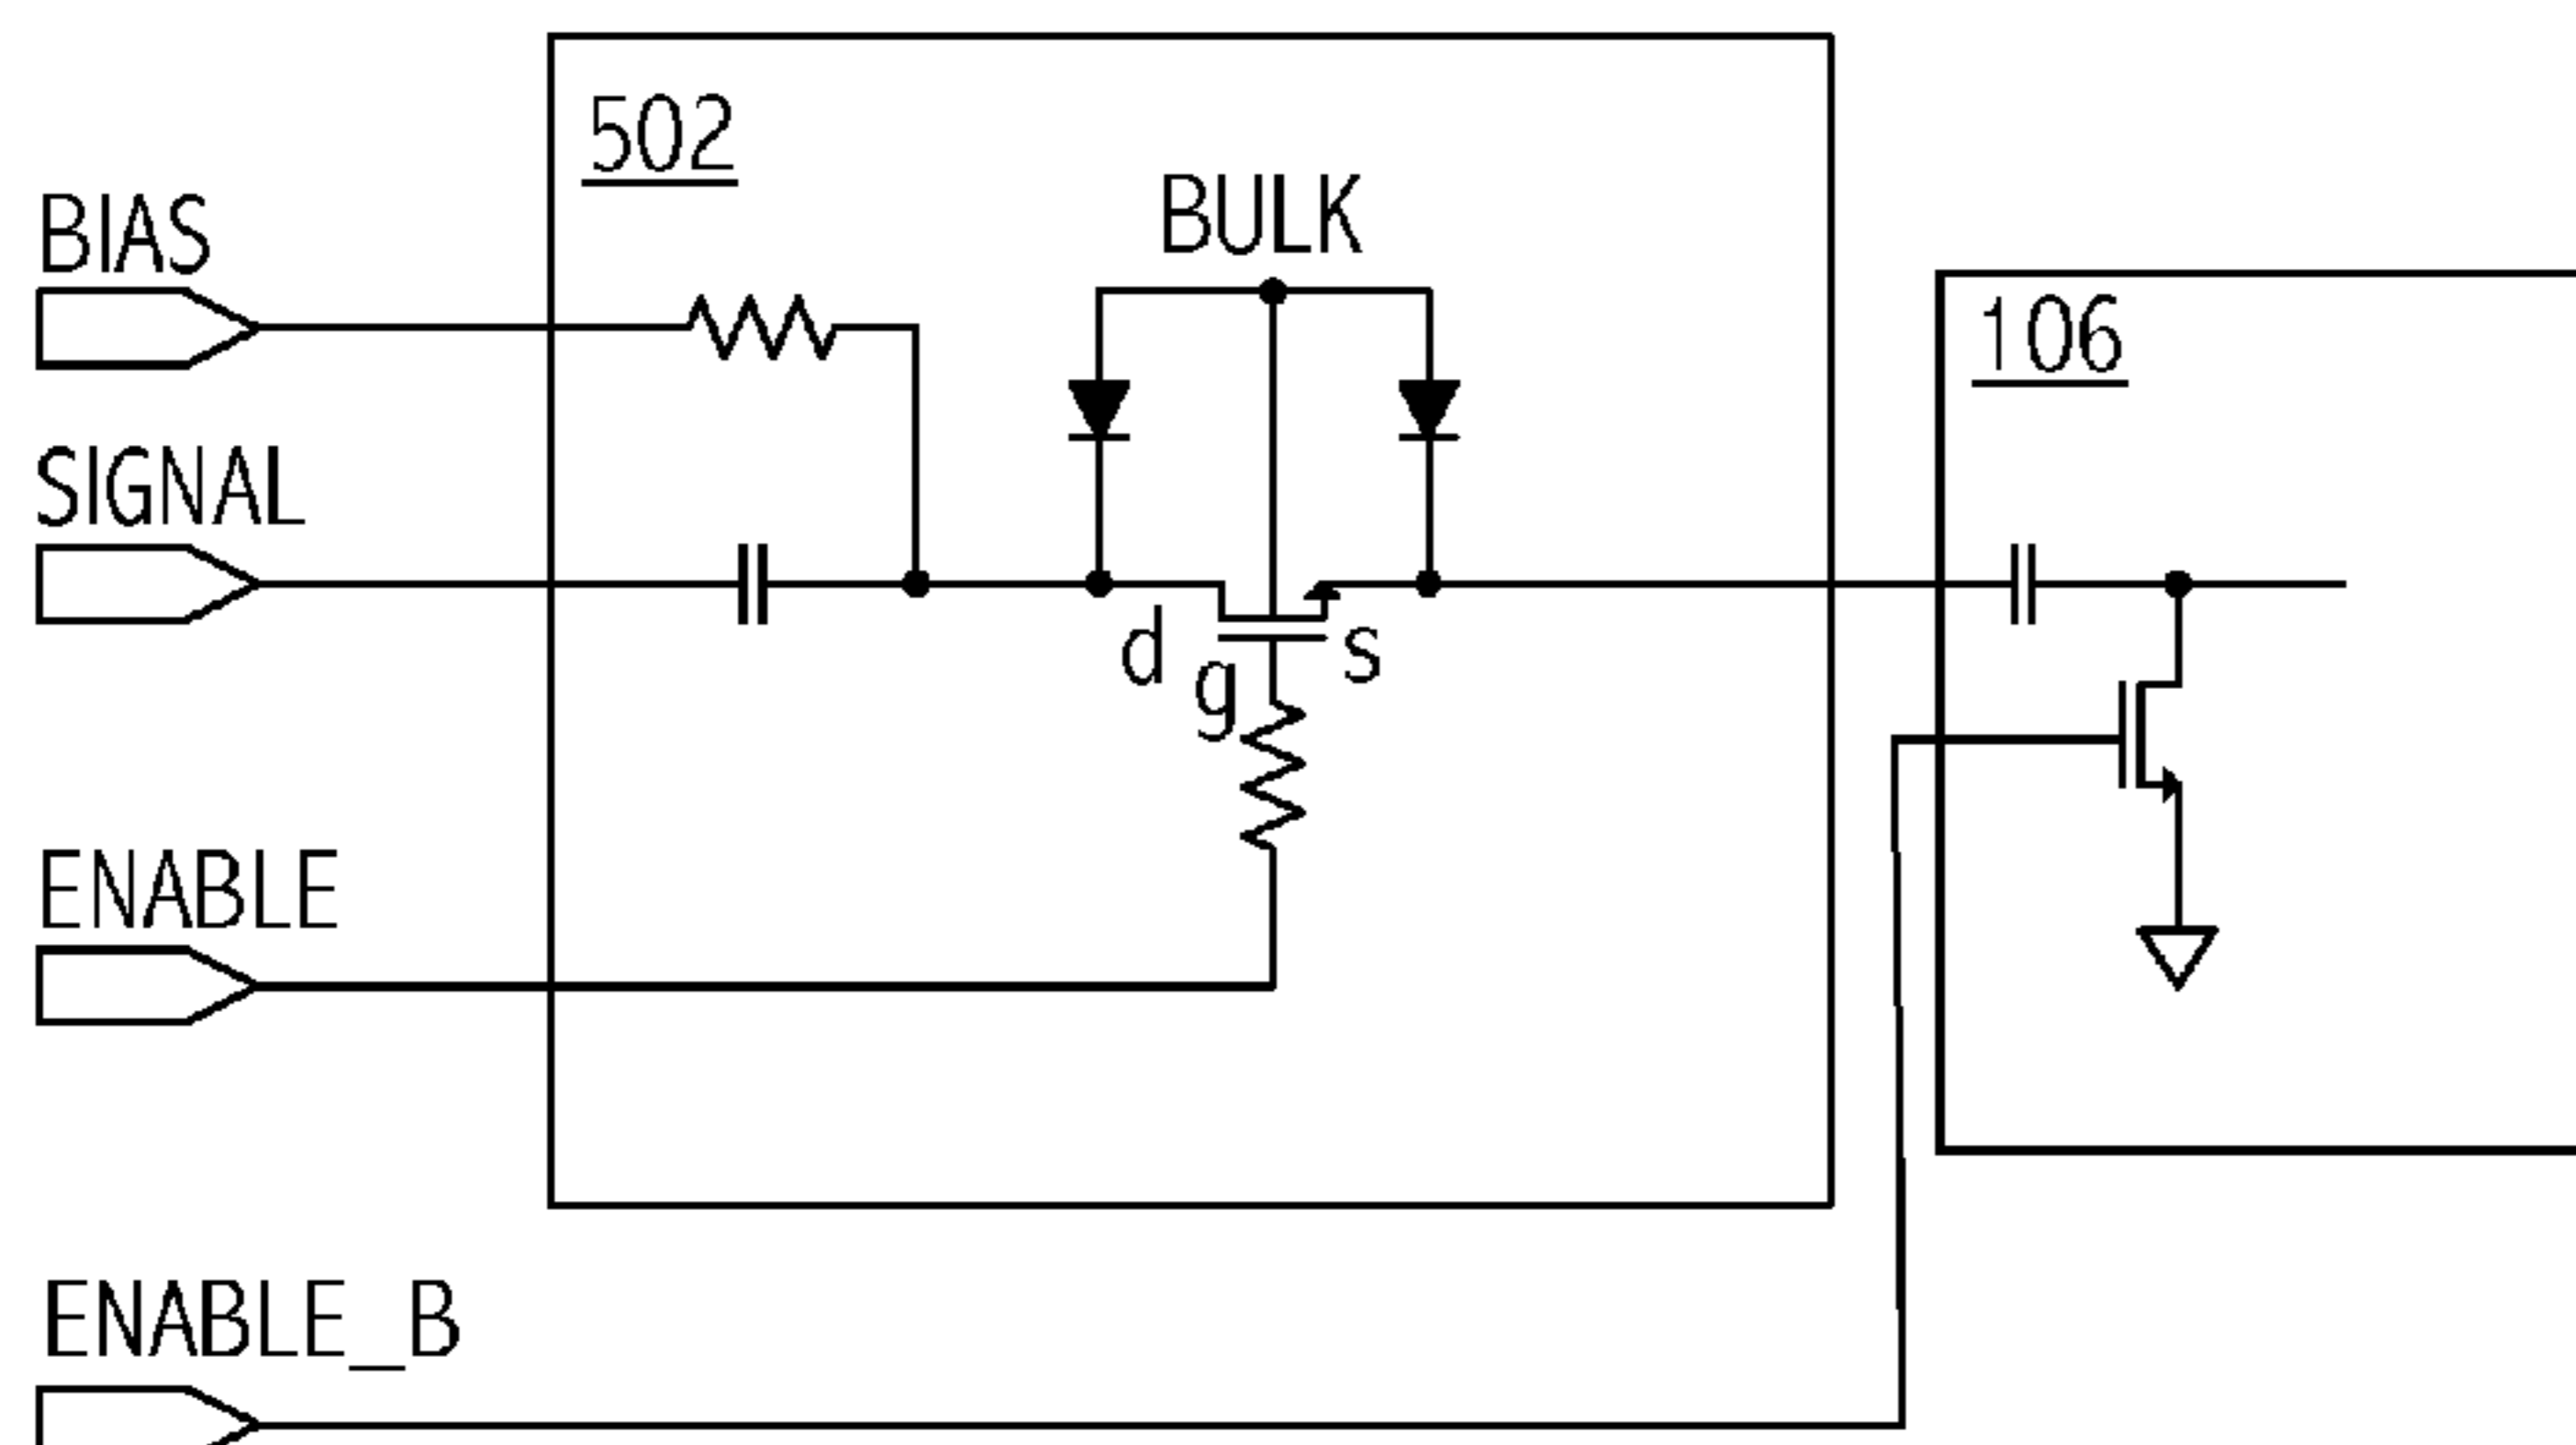 502
BULK
BIAS
106
SIGNAL
d
g
s
ENABLE
ENABLE_B